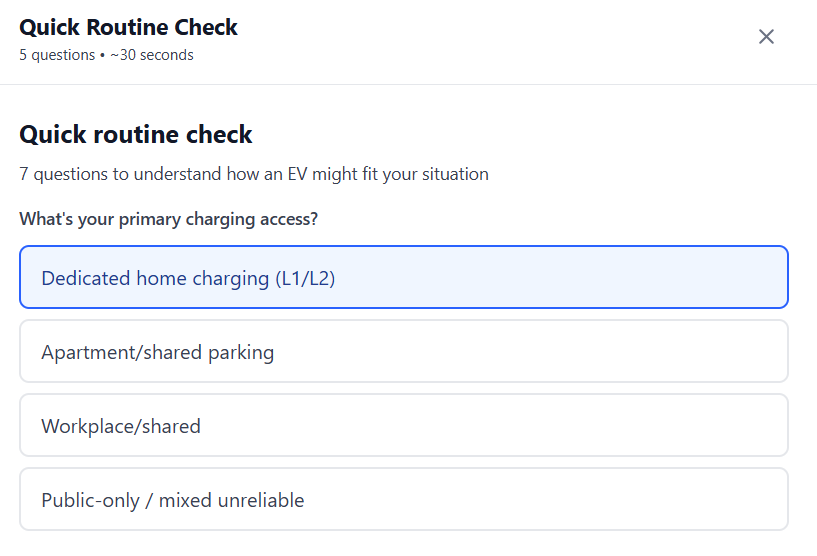 Quick Routine Check
5 questions • ~30 seconds
Quick routine check
7 questions to understand how an EV might fit your situation
What's your primary charging access?
Dedicated home charging (L1/L2)
Apartment/shared parking
Workplace/shared
Public-only / mixed unreliable